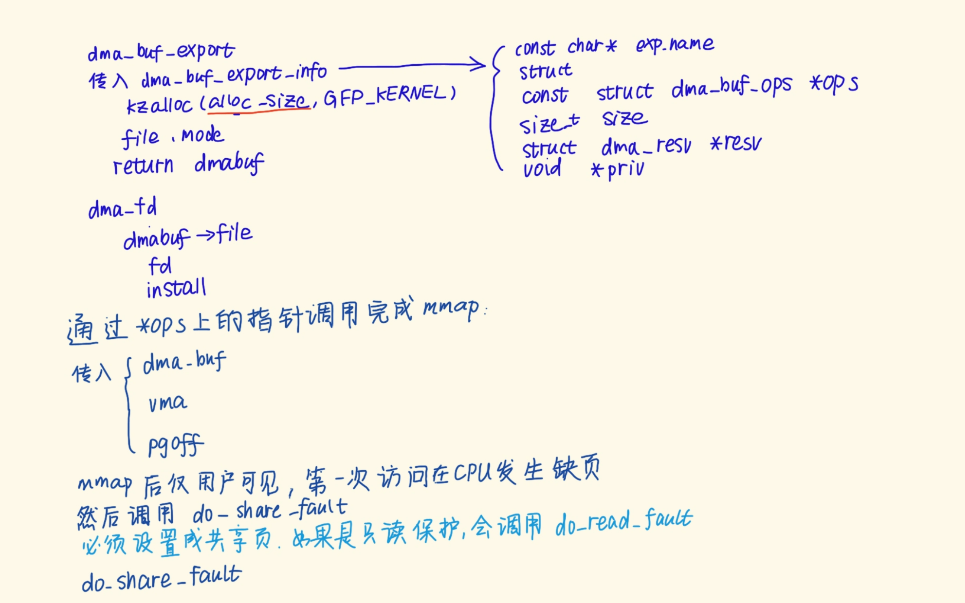 dma_buf_export
传入 dma_buf_export_info
kzalloc (alloc_size, GFP_KERNEL)
file.mode
return dmabuf
const char* exp_name
struct
const struct dma_buf_ops *ops
size_t size
struct dma_resv *resv
void *priv
dma_fd
dmabuf→file
fd
install
通过 *ops上的指针调用完成 mmap:
传入 dma_buf
vma
pgoff
mmap 后仅用户可见, 第一次访问在CPU发生缺页
然后调用 do_share_fault
必须设置成共享页. 如果是只读保护, 会调用 do_read_fault
do_share_fault